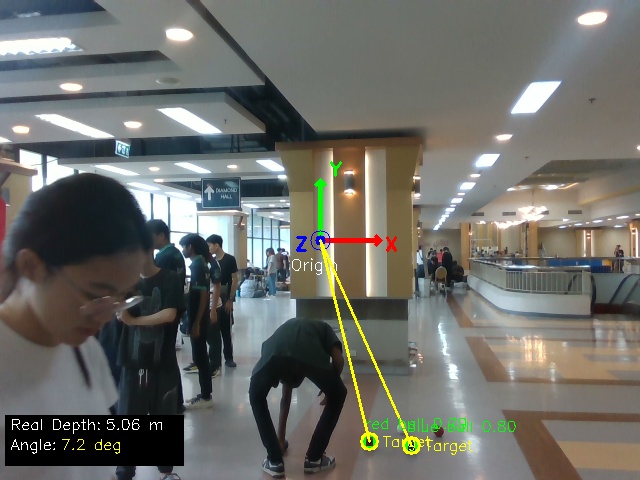 DIAMOND
HALL
Y
Z
X
Origin
0.80
Target
Target
Real Depth: 5.06 m
Angle: 7.2 deg